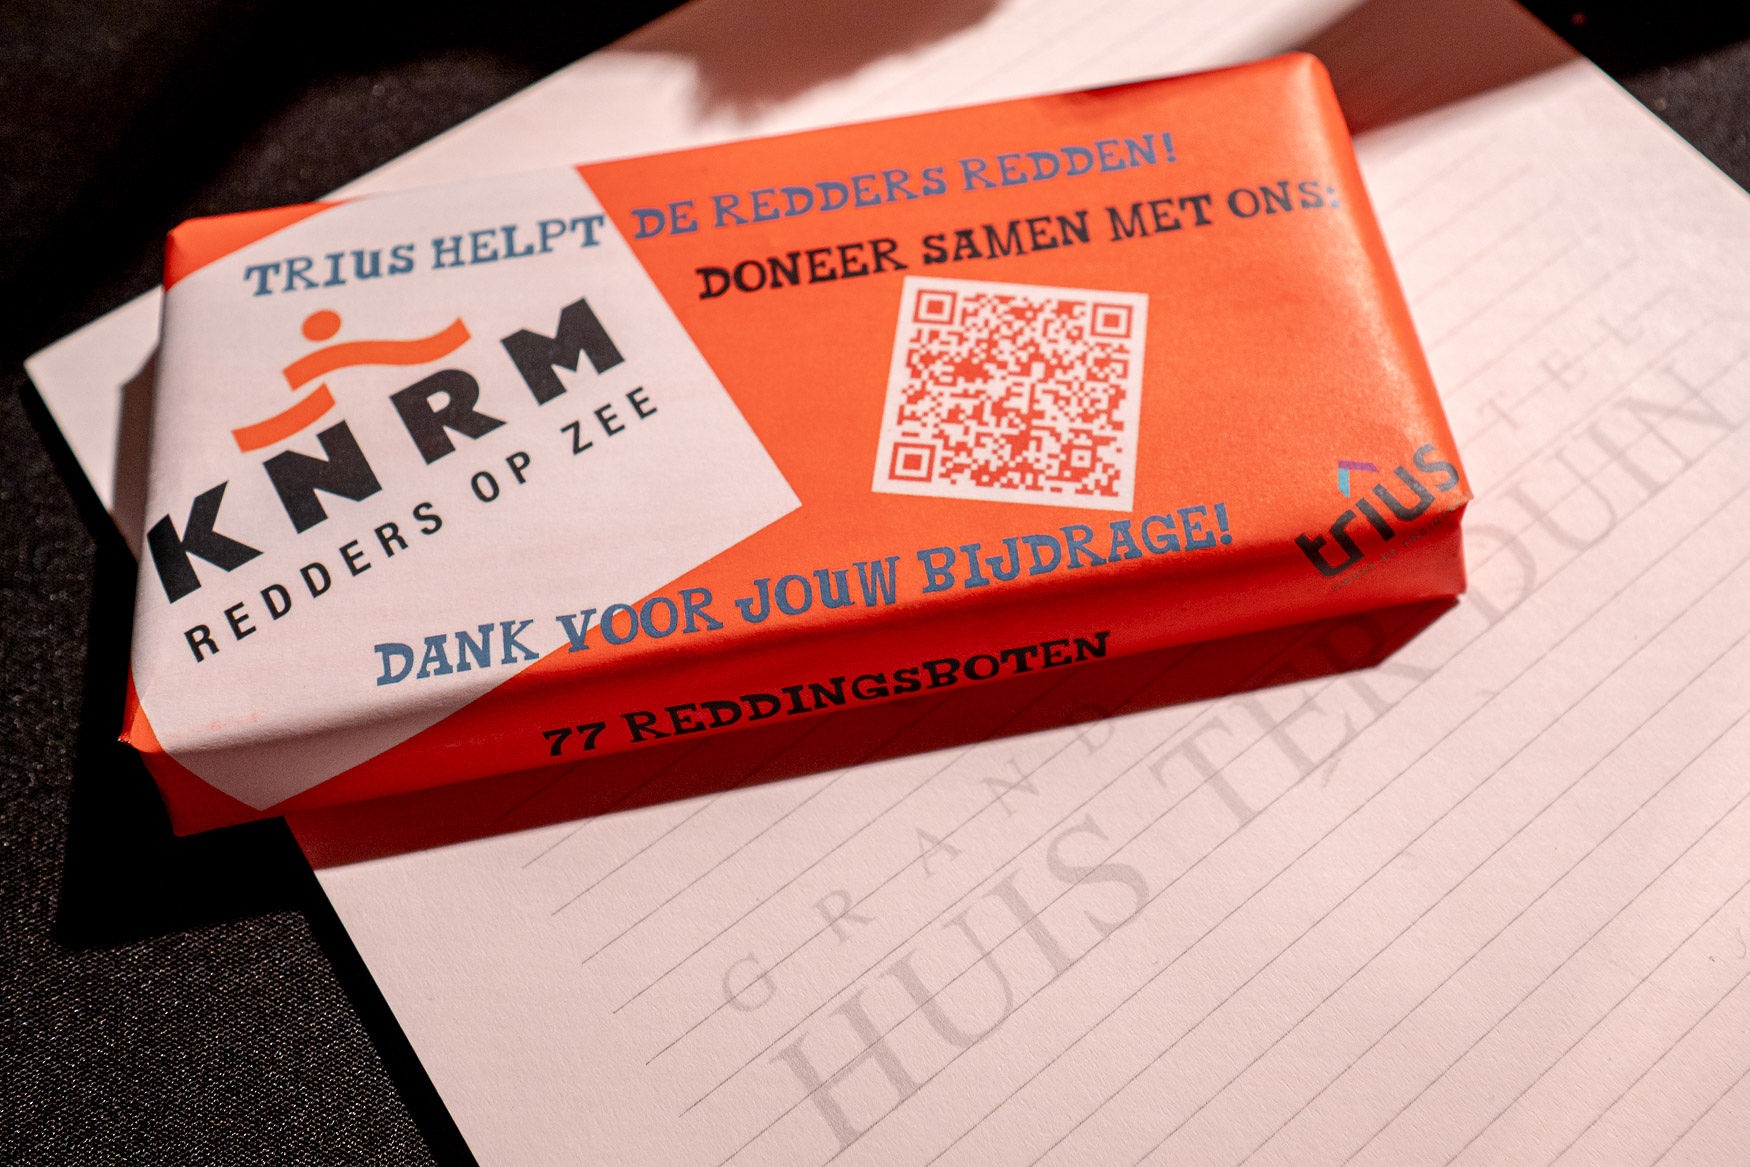 TRIUS HELPT DE REDDERS REDDEN!
DONEER SAMEN MET ONS:
KNRM
REDDERS OP ZEE
trius
DANK VOOR JOUW BIJDRAGE!
77 REDDINGSBOTEN
GRAND
HUIS TER DUIN